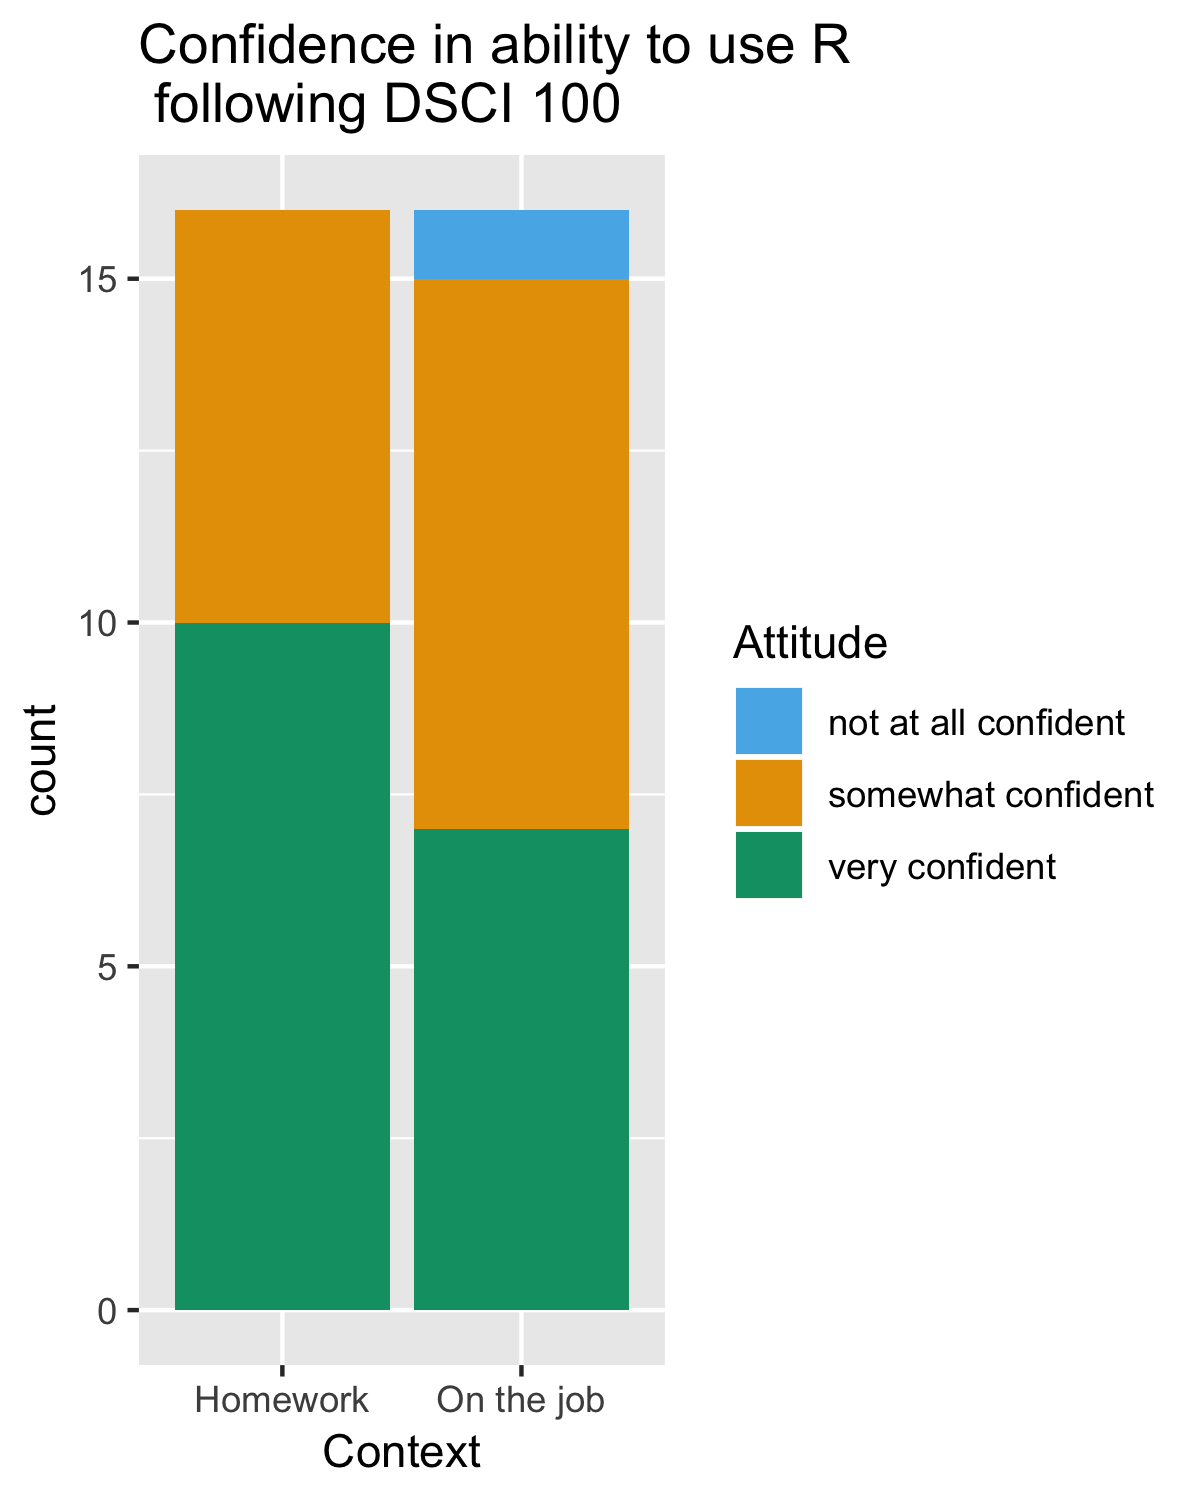 Confidence in ability to use R
following DSCI 100
15
10
5
0
count
Homework
On the job
Context
Attitude
not at all confident
somewhat confident
very confident